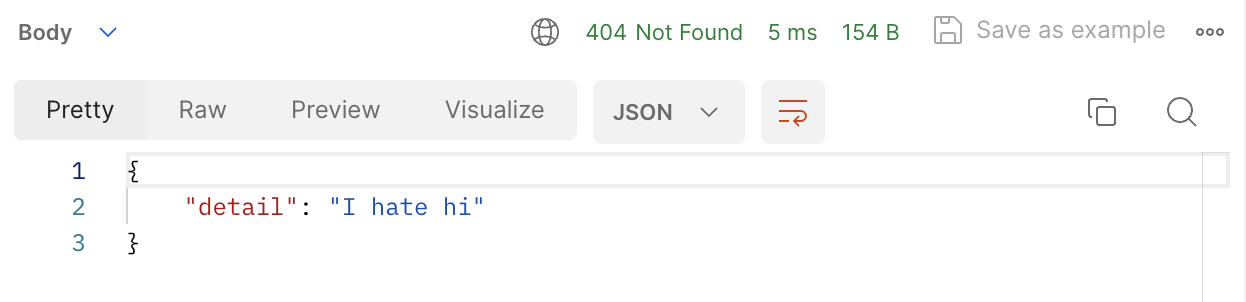 Body 404 Not Found 5 ms 154 B Save as example
Pretty Raw Preview Visualize JSON
1 {
2 "detail": "I hate hi"
3 }